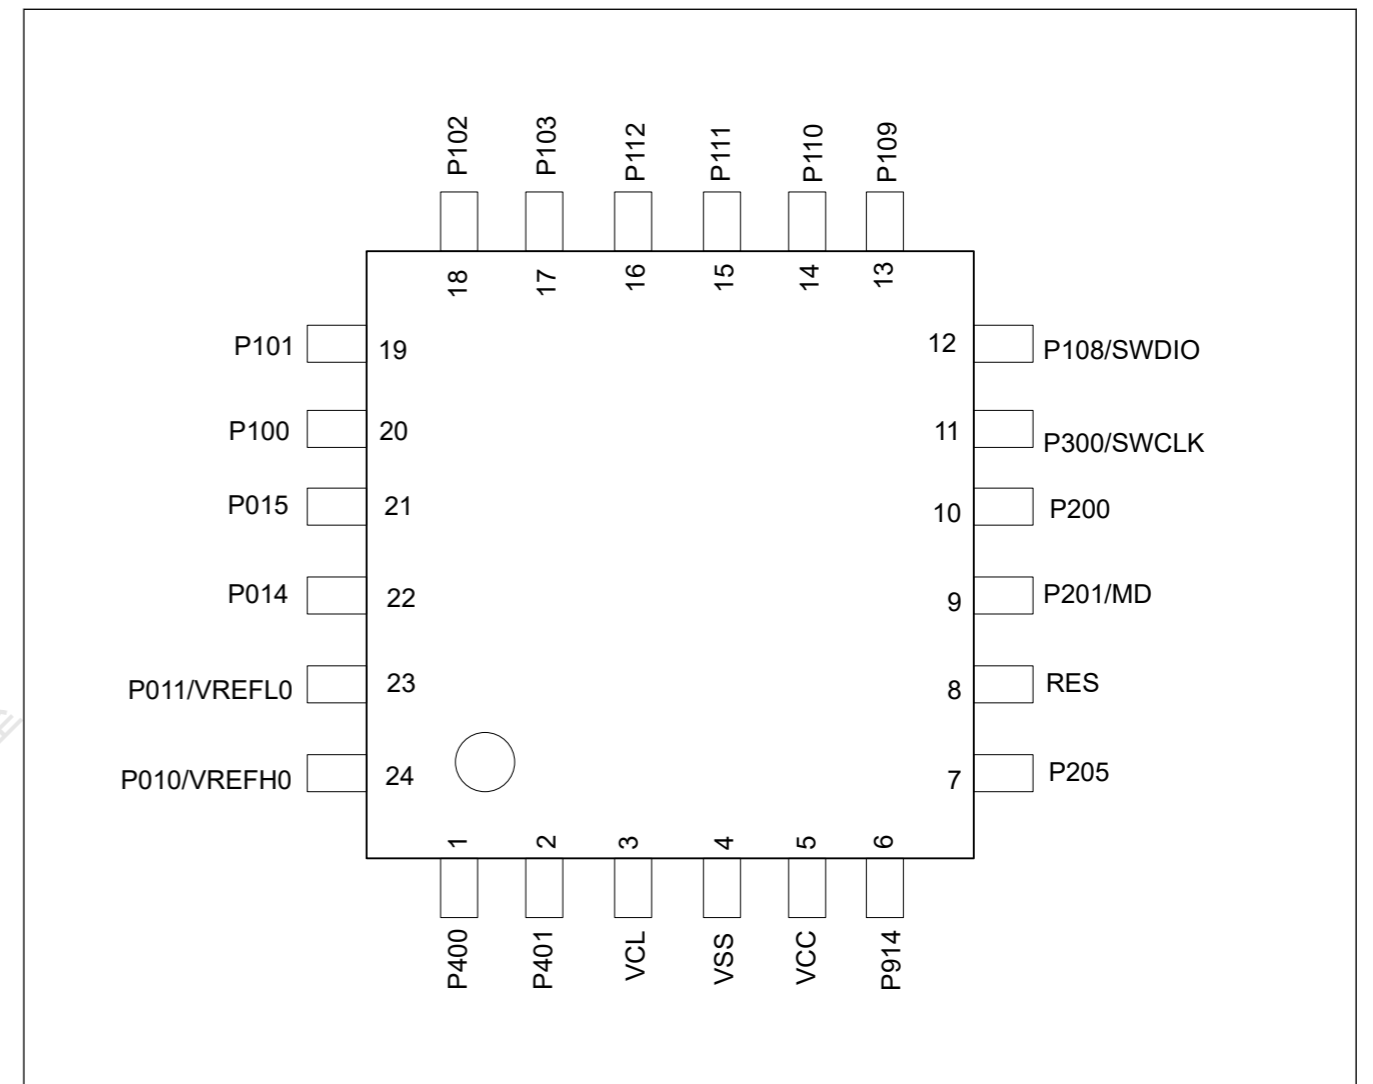 P102 P103 P112 P111 P110 P109
18 17 16 15 14 13
P101 19 12 P108/SWDIO
P100 20 11 P300/SWCLK
P015 21 10 P200
P014 22 9 P201/MD
P011/VREFL0 23 8 RES
P010/VREFH0 24 7 P205
1 2 3 4 5 6
P400 P401 VCL VSS VCC P914